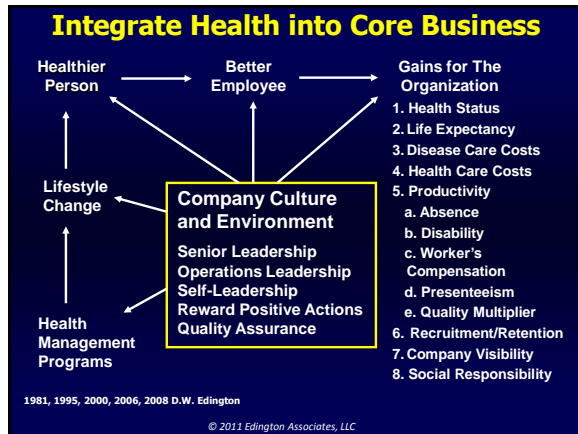 Integrate Health into Core Business
Healthier
Person
Better
Employee
Gains for The
Organization
1. Health Status
2. Life Expectancy
3. Disease Care Costs
4. Health Care Costs
5. Productivity
a. Absence
b. Disability
c. Worker's
Compensation
d. Presenteeism
e. Quality Multiplier
6. Recruitment/Retention
7. Company Visibility
8. Social Responsibility
Lifestyle
Change
Company Culture
and Environment
Senior Leadership
Operations Leadership
Self-Leadership
Reward Positive Actions
Quality Assurance
Health
Management
Programs
1981, 1995, 2000, 2006, 2008 D.W. Edington
© 2011 Edington Associates, LLC